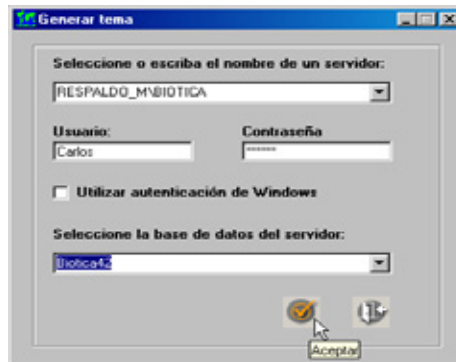 Generar tema
Seleccione o escriba el nombre de un servidor:
RESPALDO_M\BIOTICA
Usuario: Contraseña
Carlos ******
Utilizar autenticación de Windows
Seleccione la base de datos del servidor:
Biotica42
Aceptar